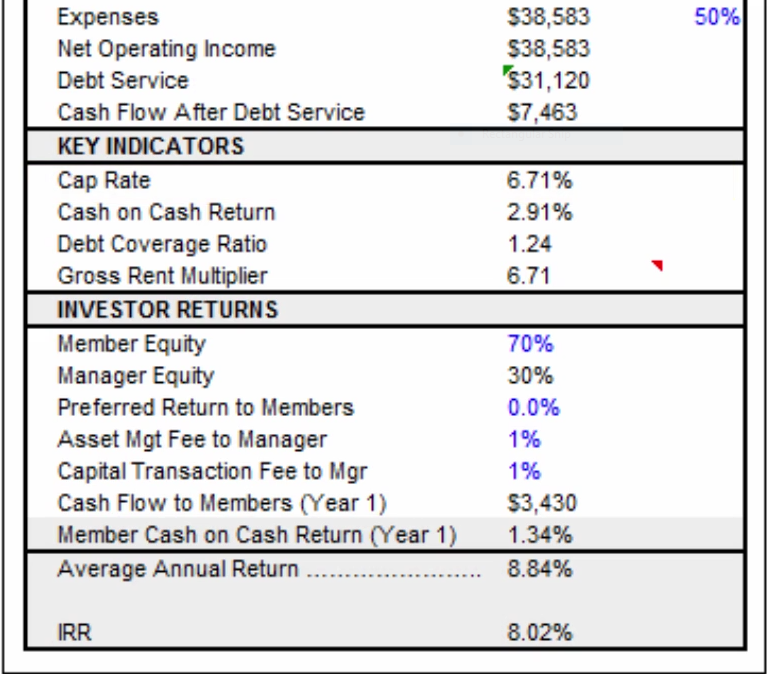 Expenses $38,583 50%
Net Operating Income $38,583
Debt Service $31,120
Cash Flow After Debt Service $7,463
KEY INDICATORS
Cap Rate 6.71%
Cash on Cash Return 2.91%
Debt Coverage Ratio 1.24
Gross Rent Multiplier 6.71
INVESTOR RETURNS
Member Equity 70%
Manager Equity 30%
Preferred Return to Members 0.0%
Asset Mgt Fee to Manager 1%
Capital Transaction Fee to Mgr 1%
Cash Flow to Members (Year 1) $3,430
Member Cash on Cash Return (Year 1) 1.34%
Average Annual Return ........................ 8.84%
IRR 8.02%